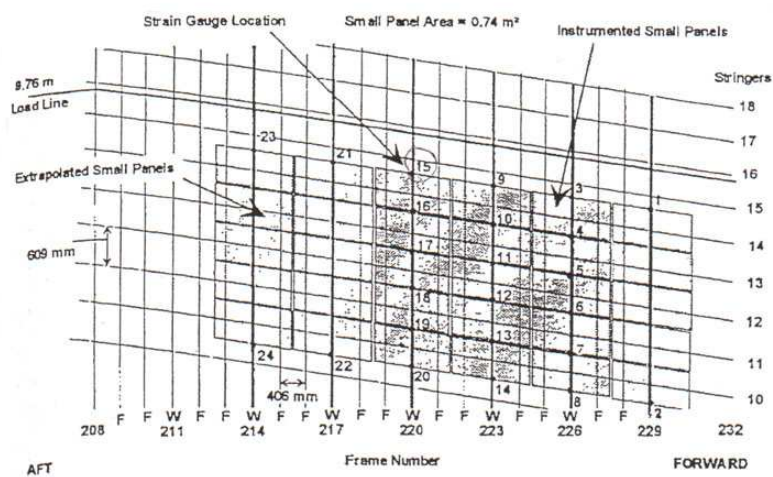 Strain Gauge Location
Small Panel Area = 0.74 m²
Instrumented Small Panels
Stringers
9.76 m
Load Line
18
17
16
15
14
13
12
11
10
23
21
15
9
3
1
Extrapolated Small Panels
16
10
4
17
11
5
609 mm
18
12
6
19
13
7
24
22
20
14
8
2
406 mm
F F W F F W F F W F F W F F W F F W F F
208 211 214 217 220 223 226 229 232
AFT
Frame Number
FORWARD